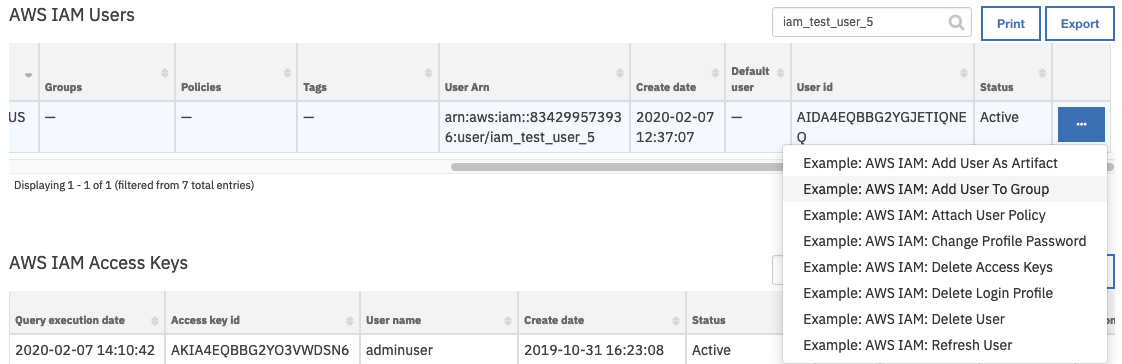 AWS IAM Users
iam_test_user_5
Print
Export
Groups
Policies
Tags
User Arn
Create date
Default
user
User id
Status
US
—
—
—
arn:aws:iam::83429957393
6:user/iam_test_user_5
2020-02-07
12:37:07
—
AIDA4EQBBG2YGJETIQNE
Q
Active
...
Displaying 1 - 1 of 1 (filtered from 7 total entries)
Example: AWS IAM: Add User As Artifact
Example: AWS IAM: Add User To Group
Example: AWS IAM: Attach User Policy
Example: AWS IAM: Change Profile Password
Example: AWS IAM: Delete Access Keys
Example: AWS IAM: Delete Login Profile
Example: AWS IAM: Delete User
Example: AWS IAM: Refresh User
AWS IAM Access Keys
Query execution date
Access key id
User name
Create date
Status
2020-02-07 14:10:42
AKIA4EQBBG2YO3VWDSN6
adminuser
2019-10-31 16:23:08
Active